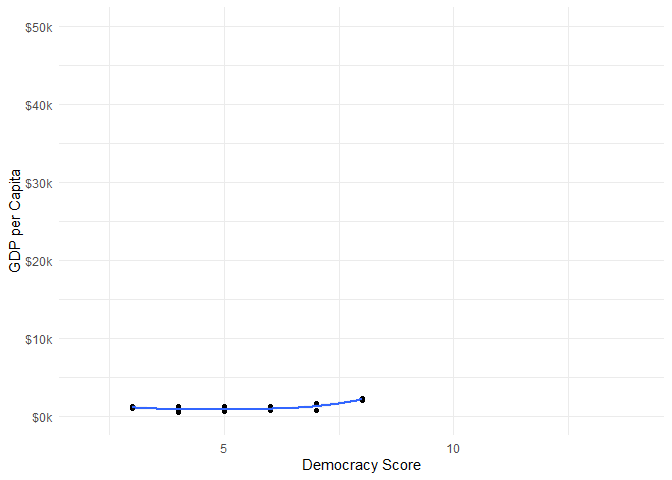 $50k
$40k
$30k
$20k
$10k
$0k
GDP per Capita
5 10
Democracy Score